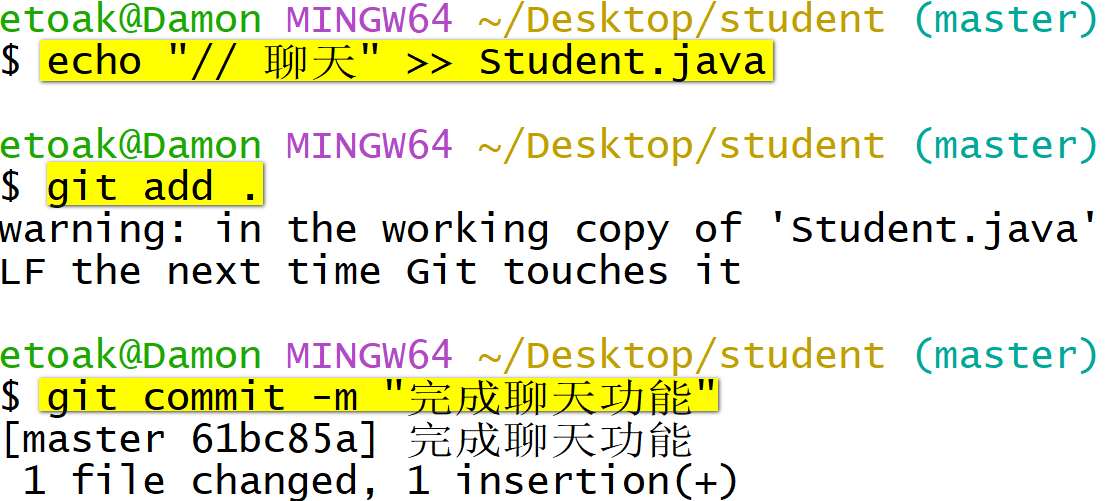 etoak@Damon MINGW64 ~/Desktop/student (master)
$ echo "// 聊天" >> Student.java
etoak@Damon MINGW64 ~/Desktop/student (master)
$ git add .
warning: in the working copy of 'Student.java'
LF the next time Git touches it
etoak@Damon MINGW64 ~/Desktop/student (master)
$ git commit -m "完成聊天功能"
[master 61bc85a] 完成聊天功能
1 file changed, 1 insertion(+)